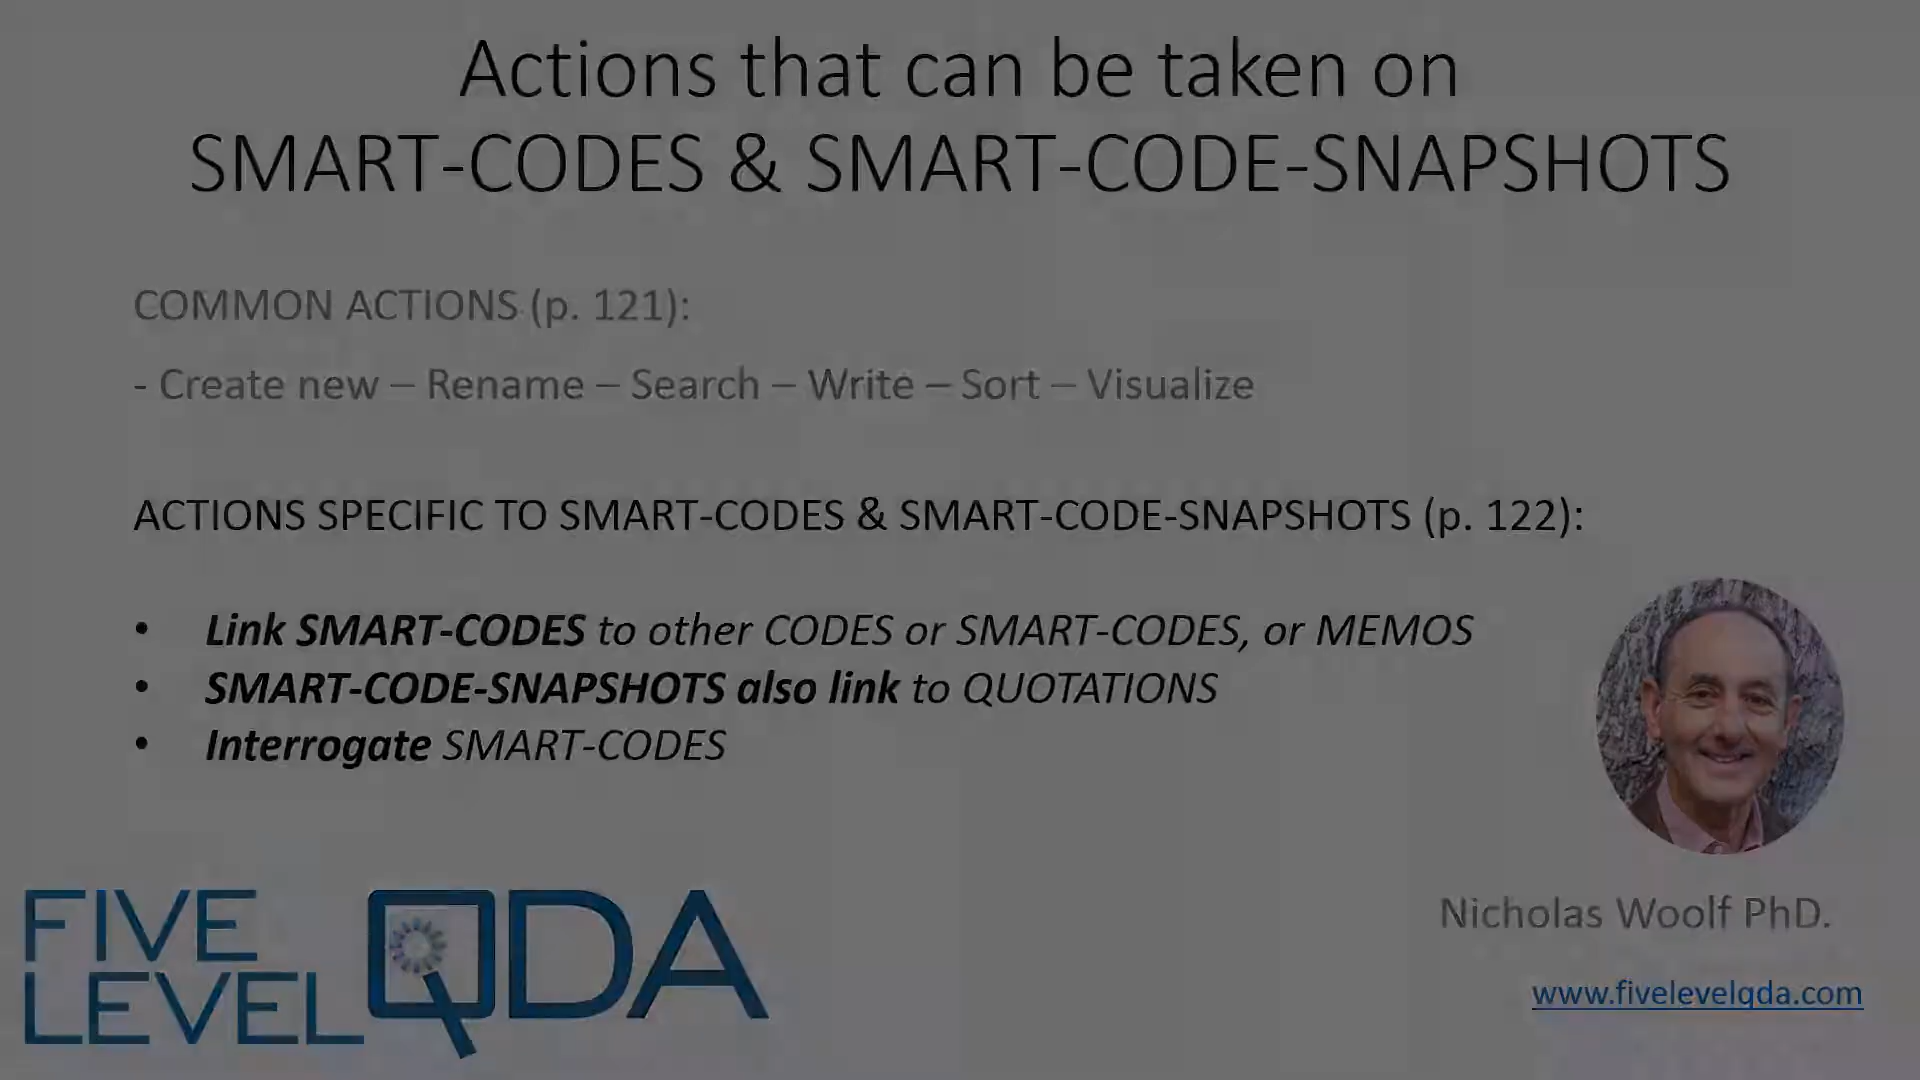 Actions that can be taken on
SMART-CODES & SMART-CODE-SNAPSHOTS
COMMON ACTIONS (p. 121):
- Create new – Rename – Search – Write – Sort – Visualize
ACTIONS SPECIFIC TO SMART-CODES & SMART-CODE-SNAPSHOTS (p. 122):
• Link SMART-CODES to other CODES or SMART-CODES, or MEMOS
• SMART-CODE-SNAPSHOTS also link to QUOTATIONS
• Interrogate SMART-CODES
FIVE LEVEL QDA
Nicholas Woolf PhD.
www.fivelevelqda.com